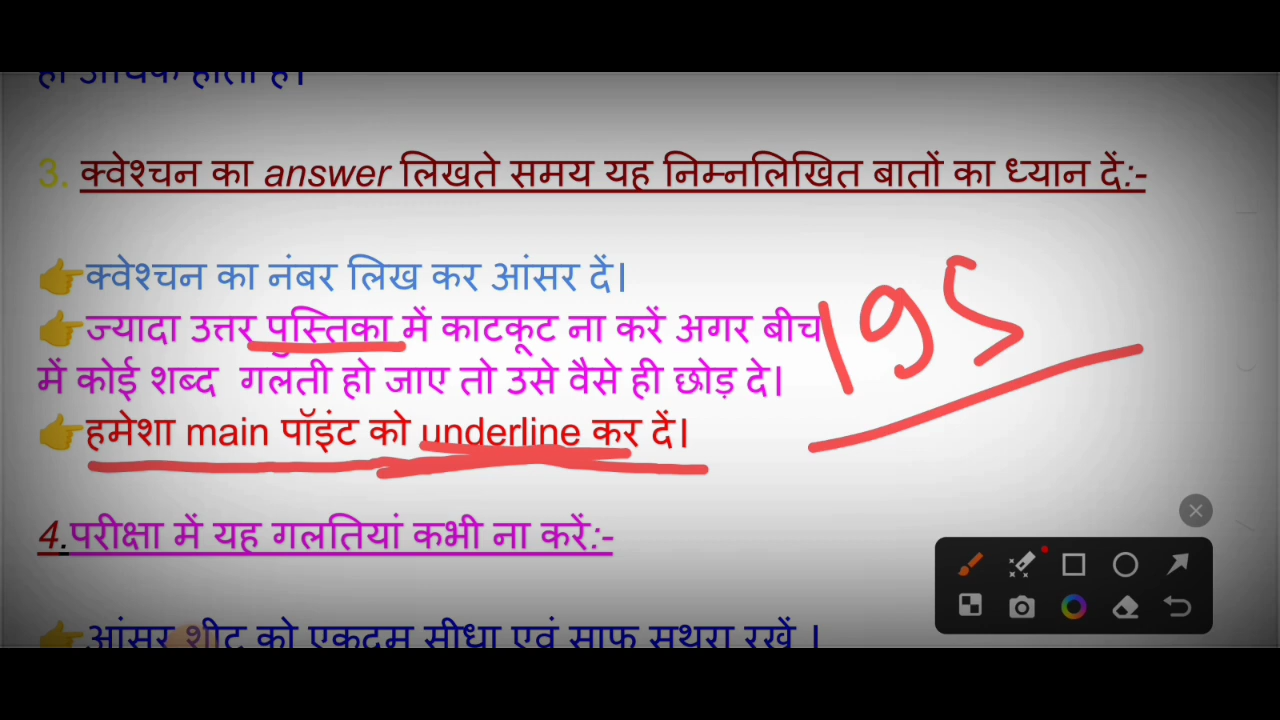 हा अधिक होता है।
3. क्वेश्चन का answer लिखते समय यह निम्नलिखित बातों का ध्यान दें:-
👉क्वेश्चन का नंबर लिख कर आंसर दें।
👉ज्यादा उत्तर पुस्तिका में काटकूट ना करें अगर बीच
में कोई शब्द गलती हो जाए तो उसे वैसे ही छोड़ दे।
195
👉हमेशा main पॉइंट को underline कर दें।
4.परीक्षा में यह गलतियां कभी ना करें:-
👉आंसर शीट को एकदम सीधा एवं साफ सुथरा रखें ।